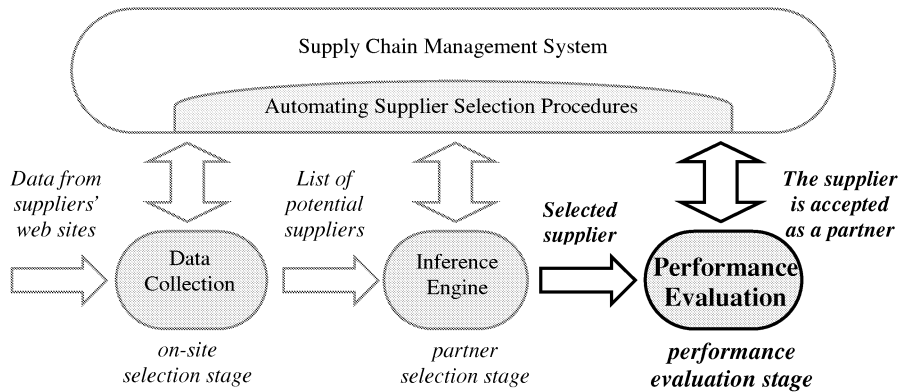 Supply Chain Management System
Automating Supplier Selection Procedures
Data from
suppliers'
web sites
List of
potential
suppliers
Selected
supplier
The supplier
is accepted
as a partner
Data
Collection
Inference
Engine
Performance
Evaluation
on-site
selection stage
partner
selection stage
performance
evaluation stage